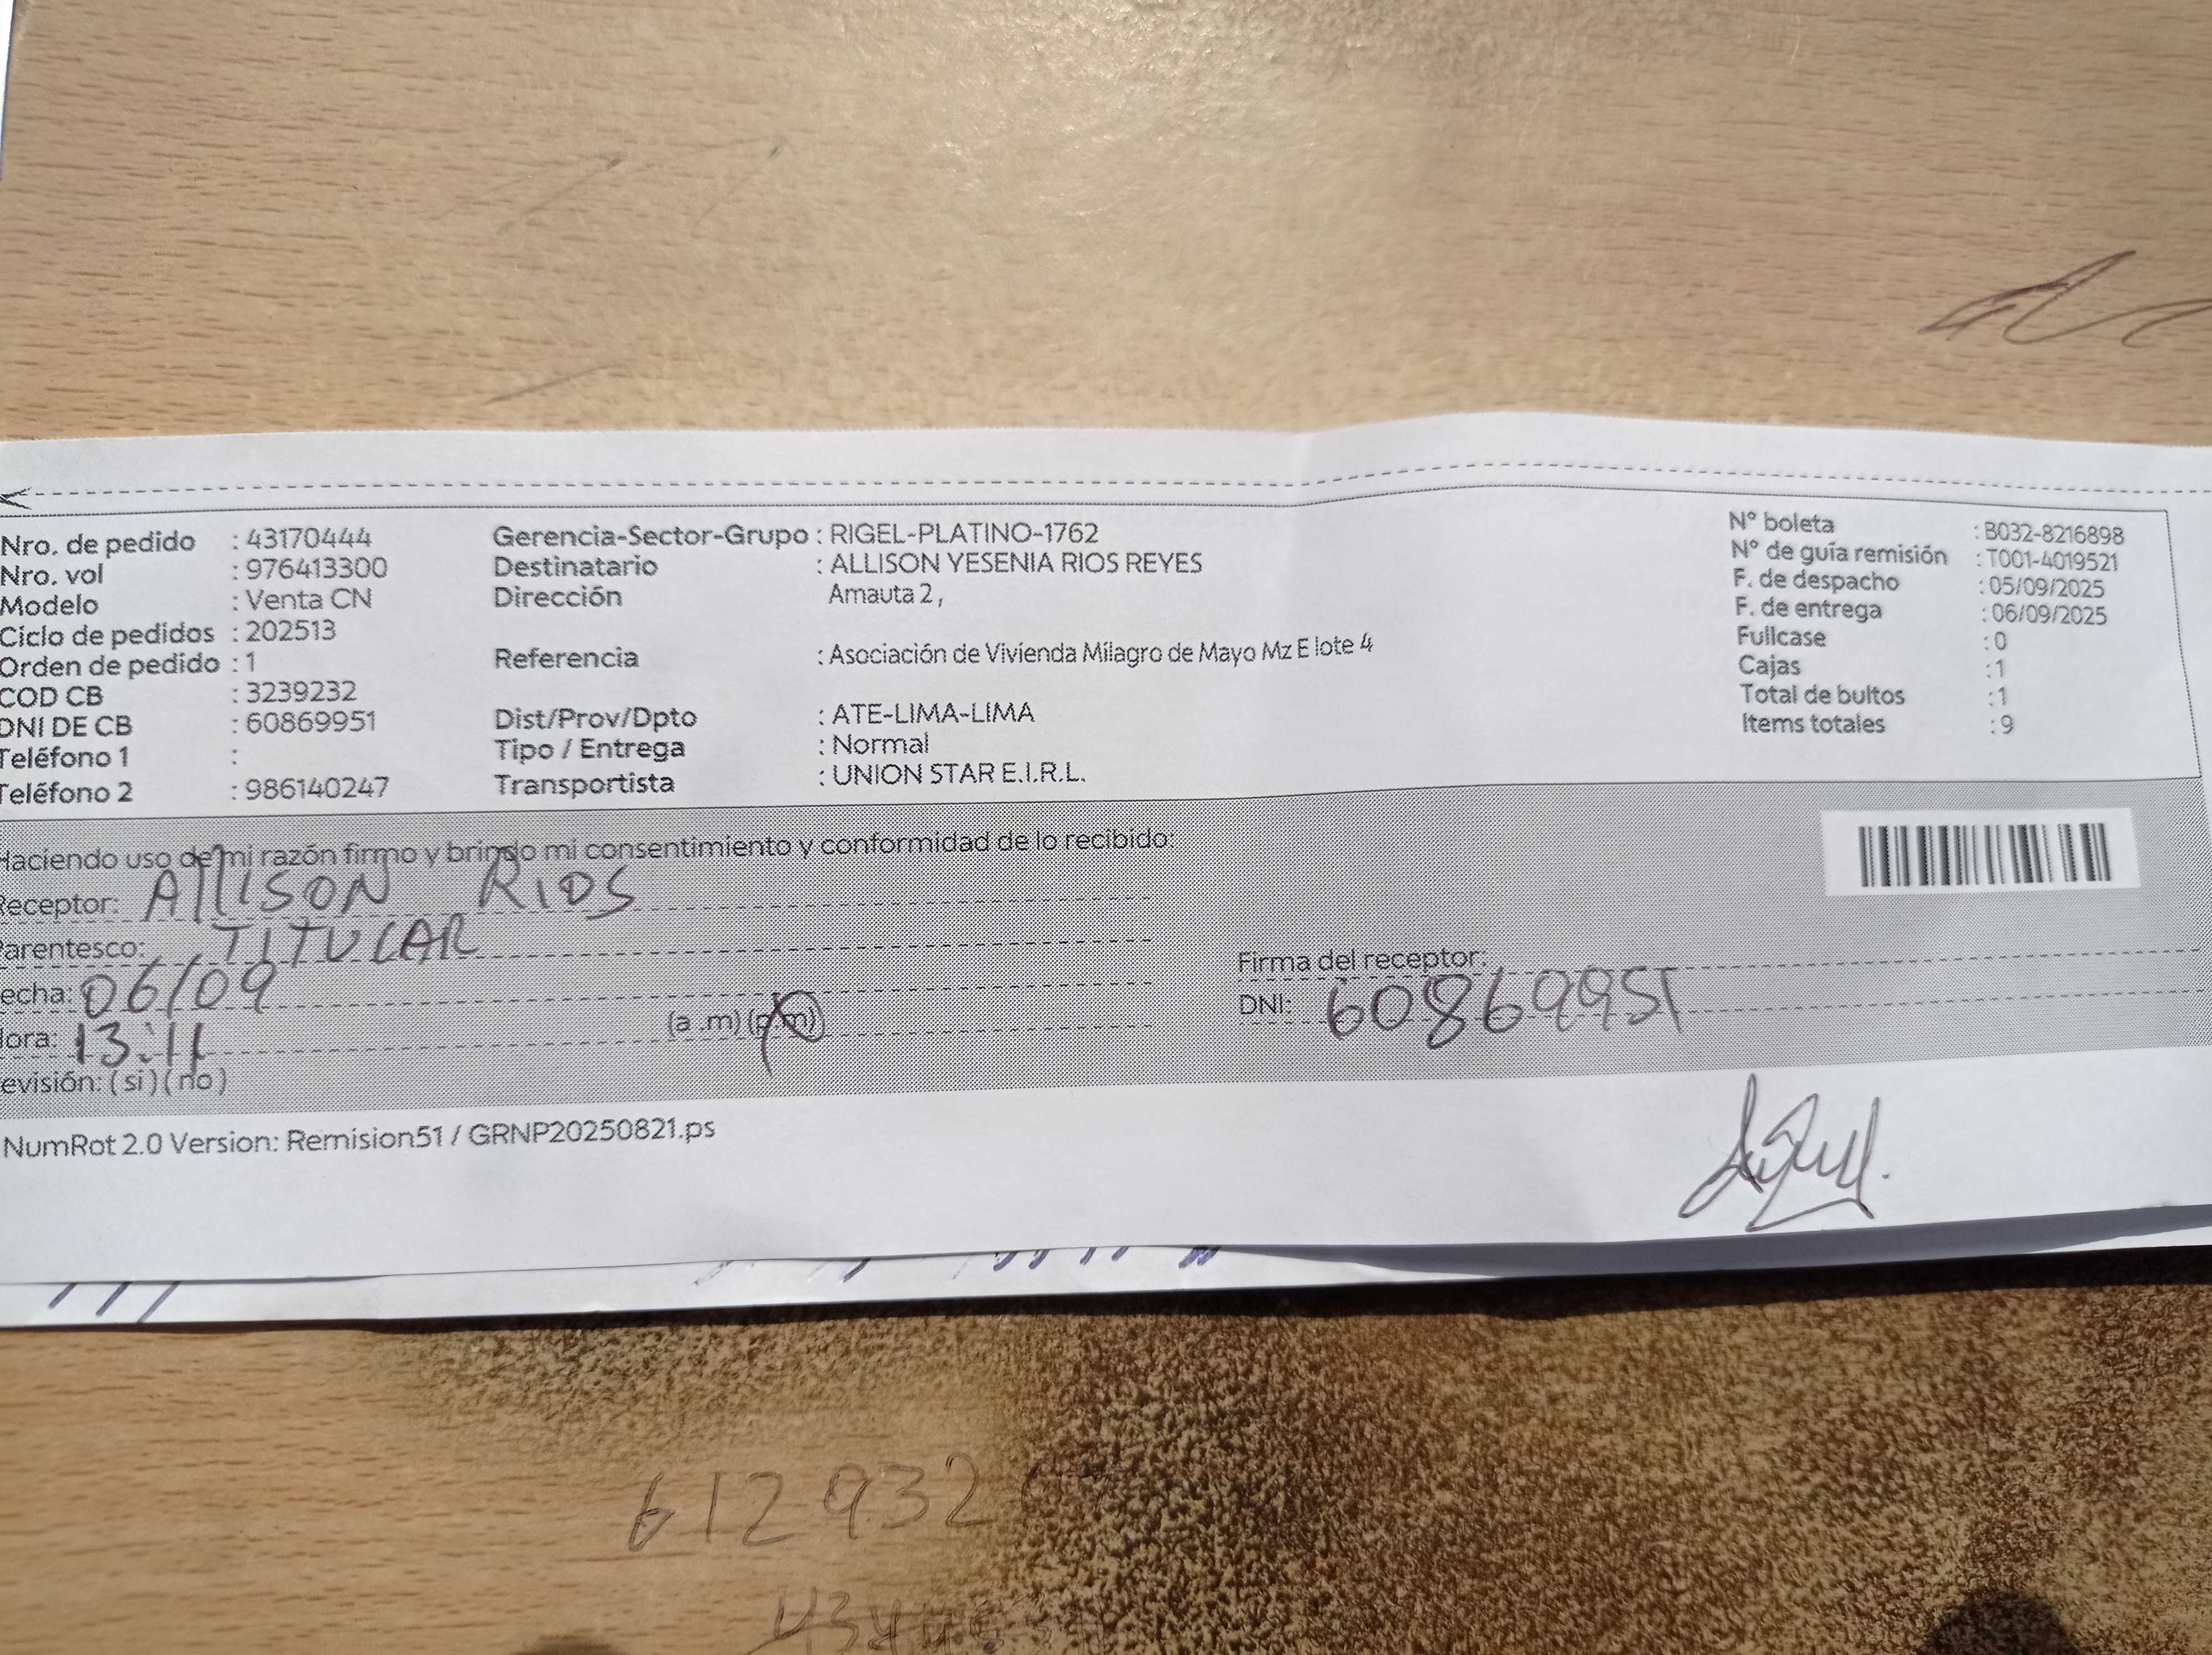 Nro. de pedido : 43170444
Nro. vol : 976413300
Modelo : Venta CN
Ciclo de pedidos : 202513
Orden de pedido : 1
COD CB : 3239232
DNI DE CB : 60869951
Teléfono 1 :
Teléfono 2 : 986140247
Gerencia-Sector-Grupo : RIGEL-PLATINO-1762
Destinatario : ALLISON YESENIA RIOS REYES
Dirección Amauta 2 ,
Referencia : Asociación de Vivienda Milagro de Mayo Mz E lote 4
Dist/Prov/Dpto : ATE-LIMA-LIMA
Tipo / Entrega : Normal
Transportista : UNION STAR E.I.R.L.
N° boleta : B032-8216898
N° de guía remisión : T001-4019521
F. de despacho : 05/09/2025
F. de entrega : 06/09/2025
Fullcase : 0
Cajas : 1
Total de bultos : 1
Items totales : 9
Haciendo uso de mi razón firmo y brindo mi consentimiento y conformidad de lo recibido:
Receptor: ALLISON RIOS
Parentesco: TITULAR
echa: 06/09
Hora: 13:11 (a .m) (p.m)
evisión: ( si ) ( no )
Firma del receptor:
DNI: 60869951
NumRot 2.0 Version: Remision51 / GRNP20250821.ps
612932